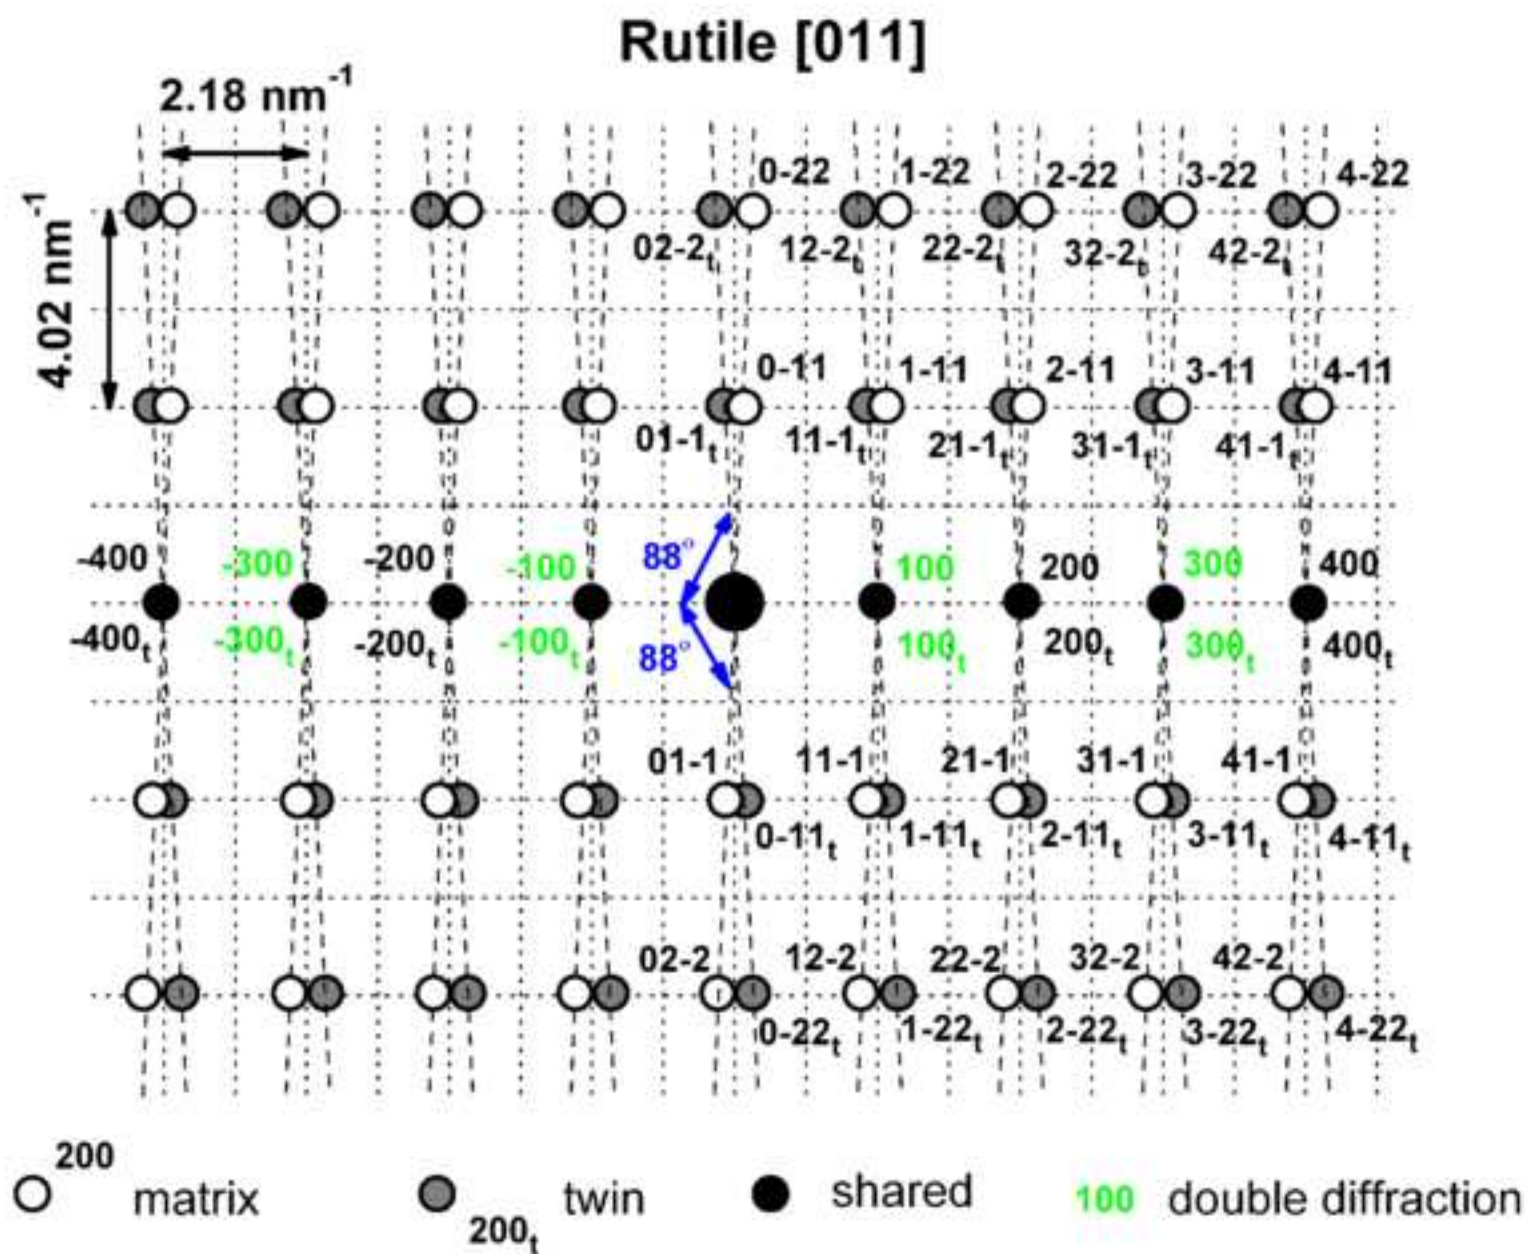 Rutile [011]
2.18 nm-1
4.02 nm-1
0-22 1-22 2-22 3-22 4-22
02-2t 12-2t 22-2t 32-2t 42-2t
0-11 1-11 2-11 3-11 4-11
01-1t 11-1t 21-1t 31-1t 41-1t
-400 -300 -200 -100 88° 100 200 300 400
-400t -300t -200t -100t 88° 100t 200t 300t 400t
01-1 11-1 21-1 31-1 41-1
0-11t 1-11t 2-11t 3-11t 4-11t
02-2 12-2 22-2 32-2 42-2
0-22t 1-22t 2-22t 3-22t 4-22t
200 matrix
200t twin
shared
100 double diffraction